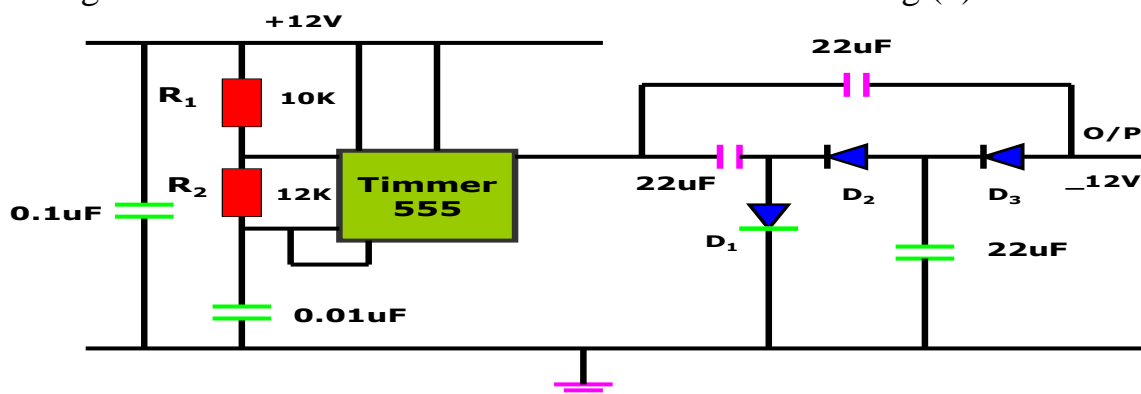 +12V
22uF
R₁ 10K
O/P
R₂ 12K
Timmer
555
22uF
D₂
D₃
_12V
0.1uF
D₁
22uF
0.01uF